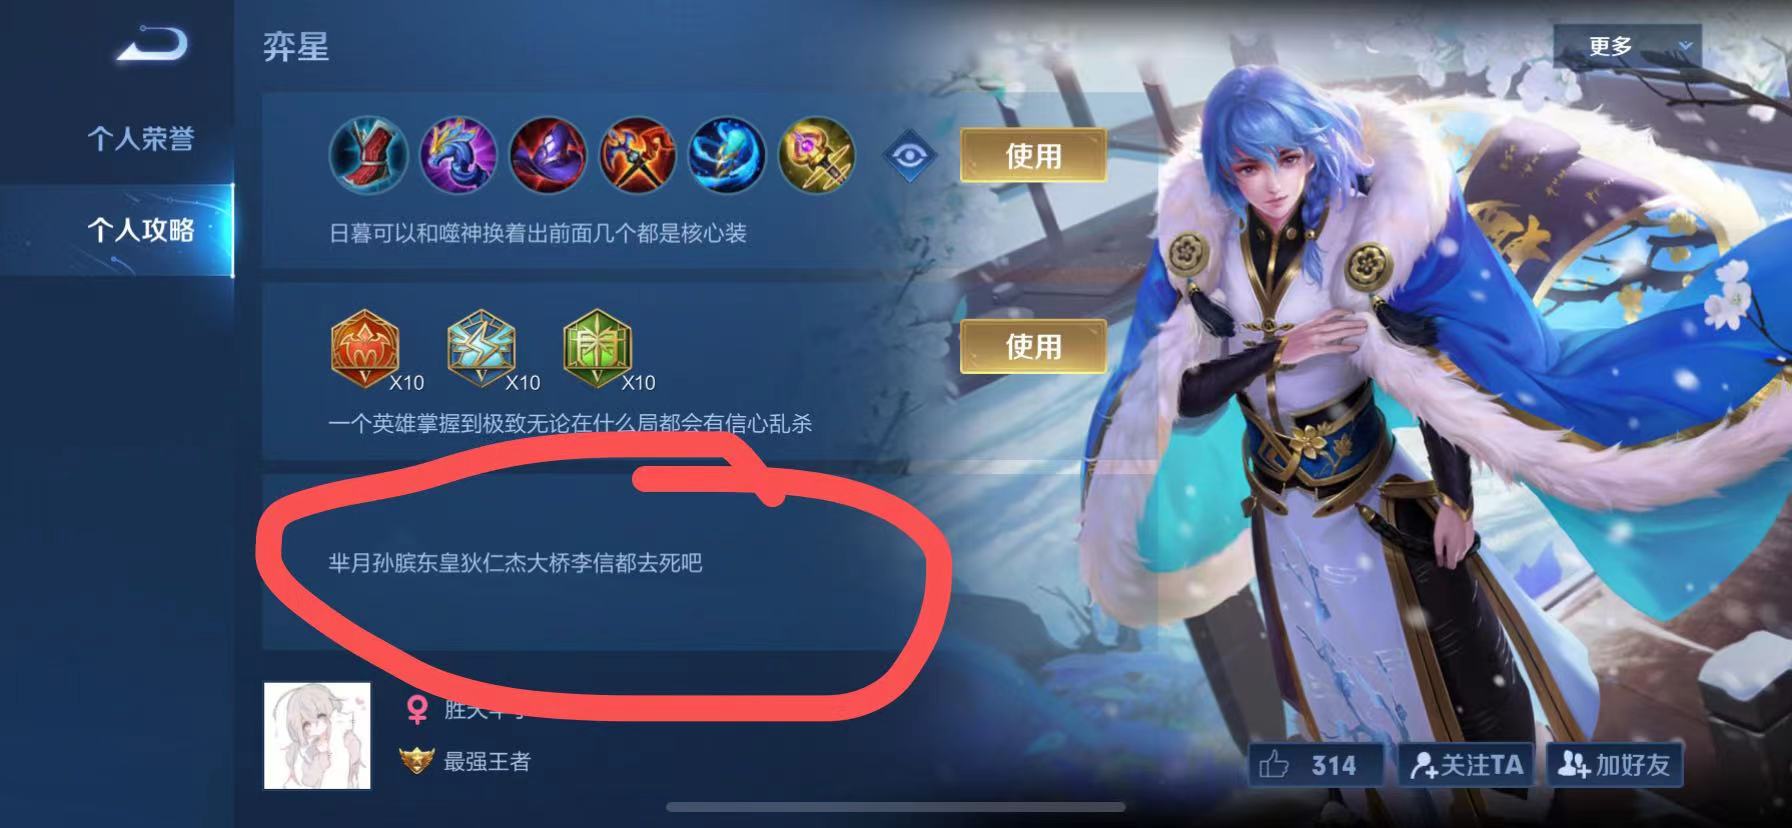 弈星
更多
个人荣誉
个人攻略
使用
日暮可以和噬神换着出前面几个都是核心装
X10
X10
X10
使用
一个英雄掌握到极致无论在什么局都会有信心乱杀
芈月孙膑东皇狄仁杰大桥李信都去死吧
胜天半子
最强王者
314
关注TA
加好友